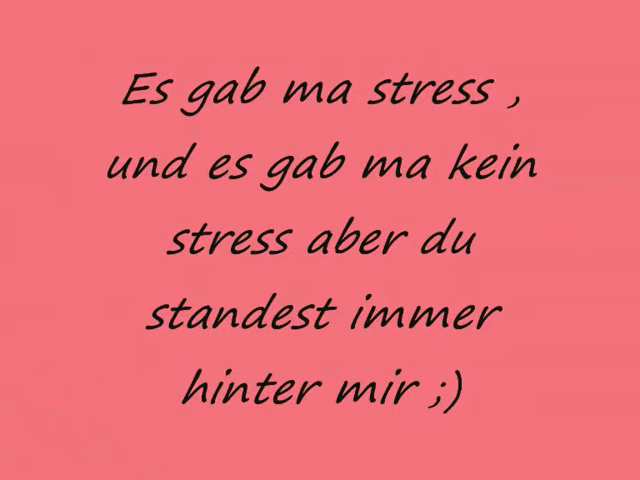 Es gab ma stress ,
und es gab ma kein
stress aber du
standest immer
hinter mir ;)